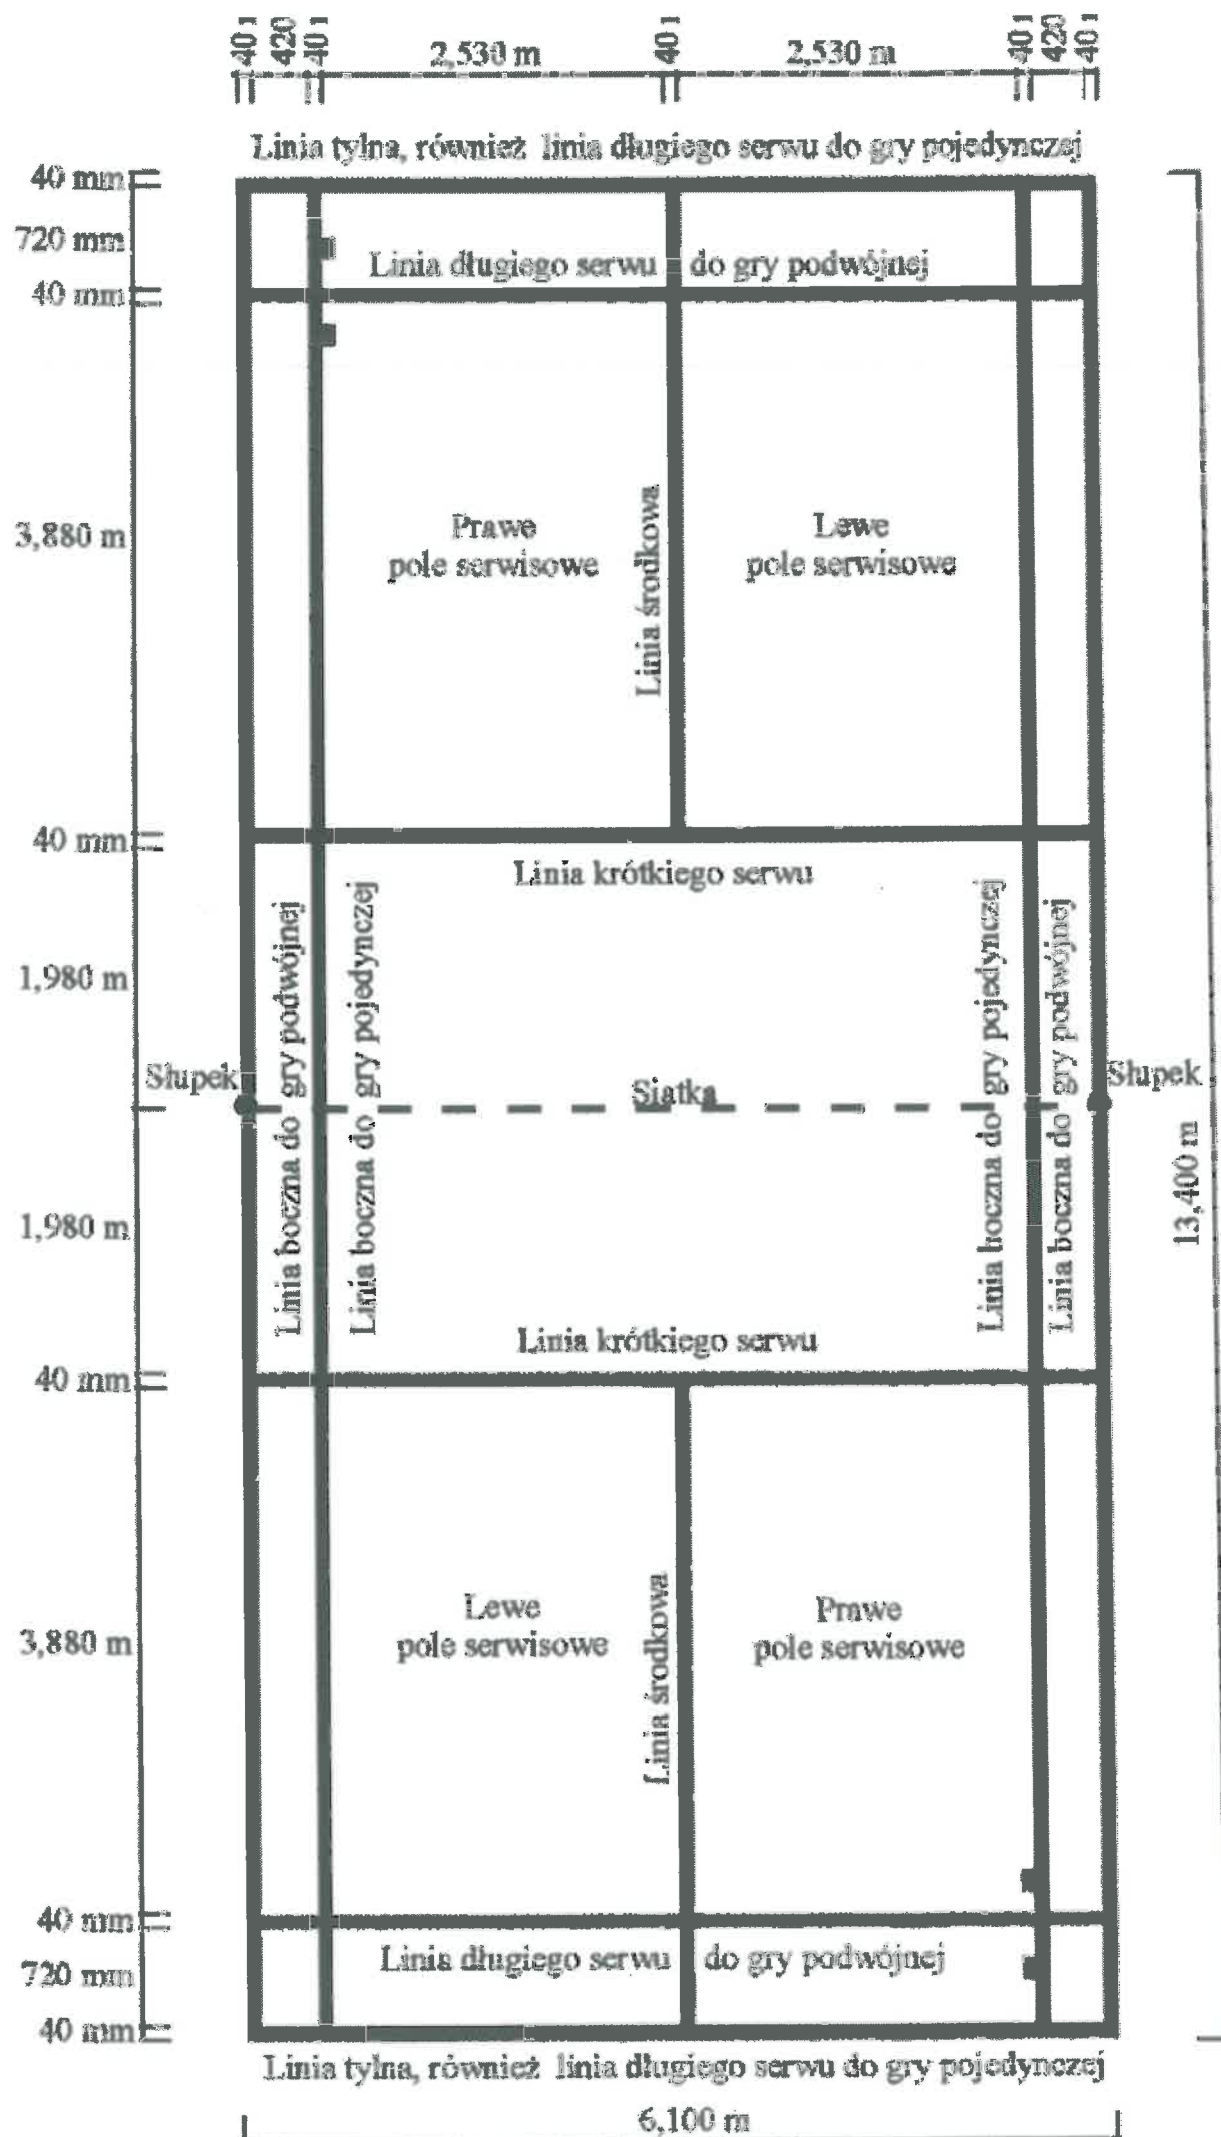 40 1
420
40 1
2,530 m
40 1
2,530 m
40 1
420
40 1
Linia tylna, również linia długiego serwu do gry pojedynczej
40 mm
720 mm
Linia długiego serwu do gry podwójnej
40 mm
Prawe
pole serwisowe
Lewe
pole serwisowe
3,880 m
Linia środkowa
40 mm
Linia krótkiego serwu
1,980 m
Linia boczna do gry podwójnej
Linia boczna do gry pojedynczej
Linia boczna do gry pojedynczej
Linia boczna do gry podwójnej
Słupek
Siatka
Słupek
13,400 m
1,980 m
Linia krótkiego serwu
40 mm
Lewe
pole serwisowe
Prawe
pole serwisowe
3,880 m
Linia środkowa
40 mm
Linia długiego serwu do gry podwójnej
720 mm
40 mm
Linia tylna, również linia długiego serwu do gry pojedynczej
6,100 m